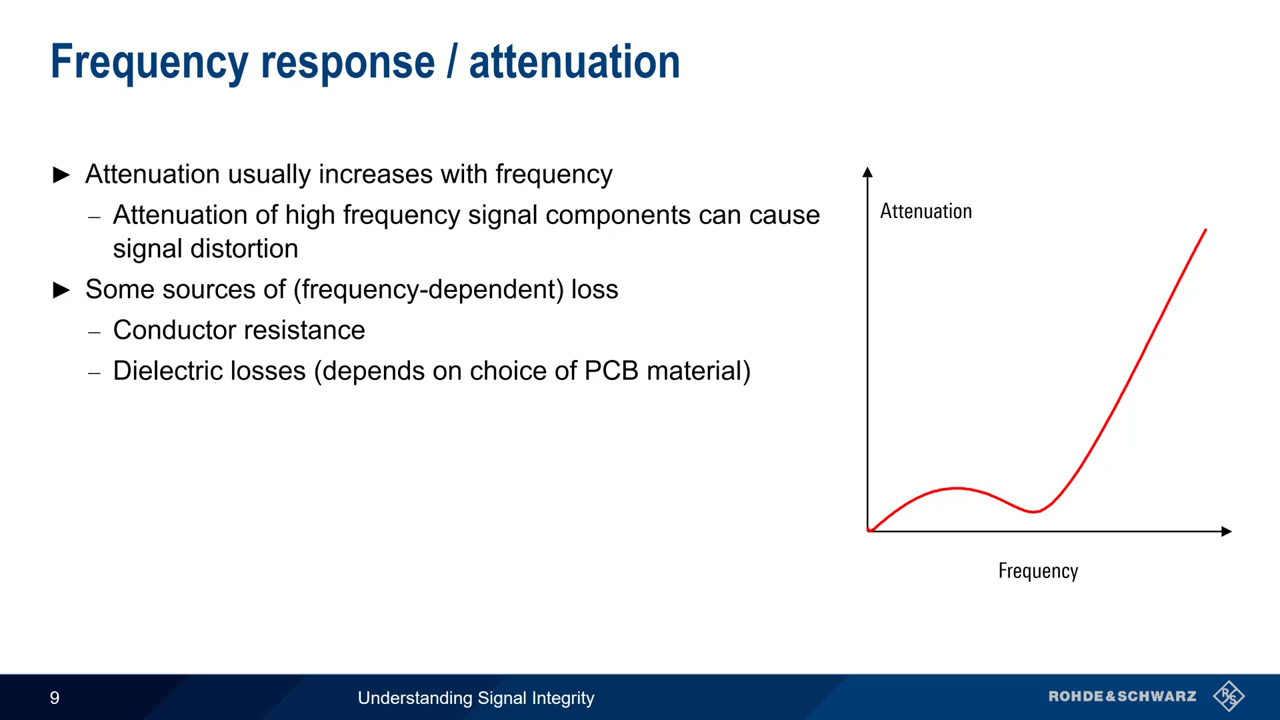 Frequency response / attenuation
► Attenuation usually increases with frequency
– Attenuation of high frequency signal components can cause
signal distortion
► Some sources of (frequency-dependent) loss
– Conductor resistance
– Dielectric losses (depends on choice of PCB material)
Attenuation
Frequency
9
Understanding Signal Integrity
ROHDE&SCHWARZ
R S